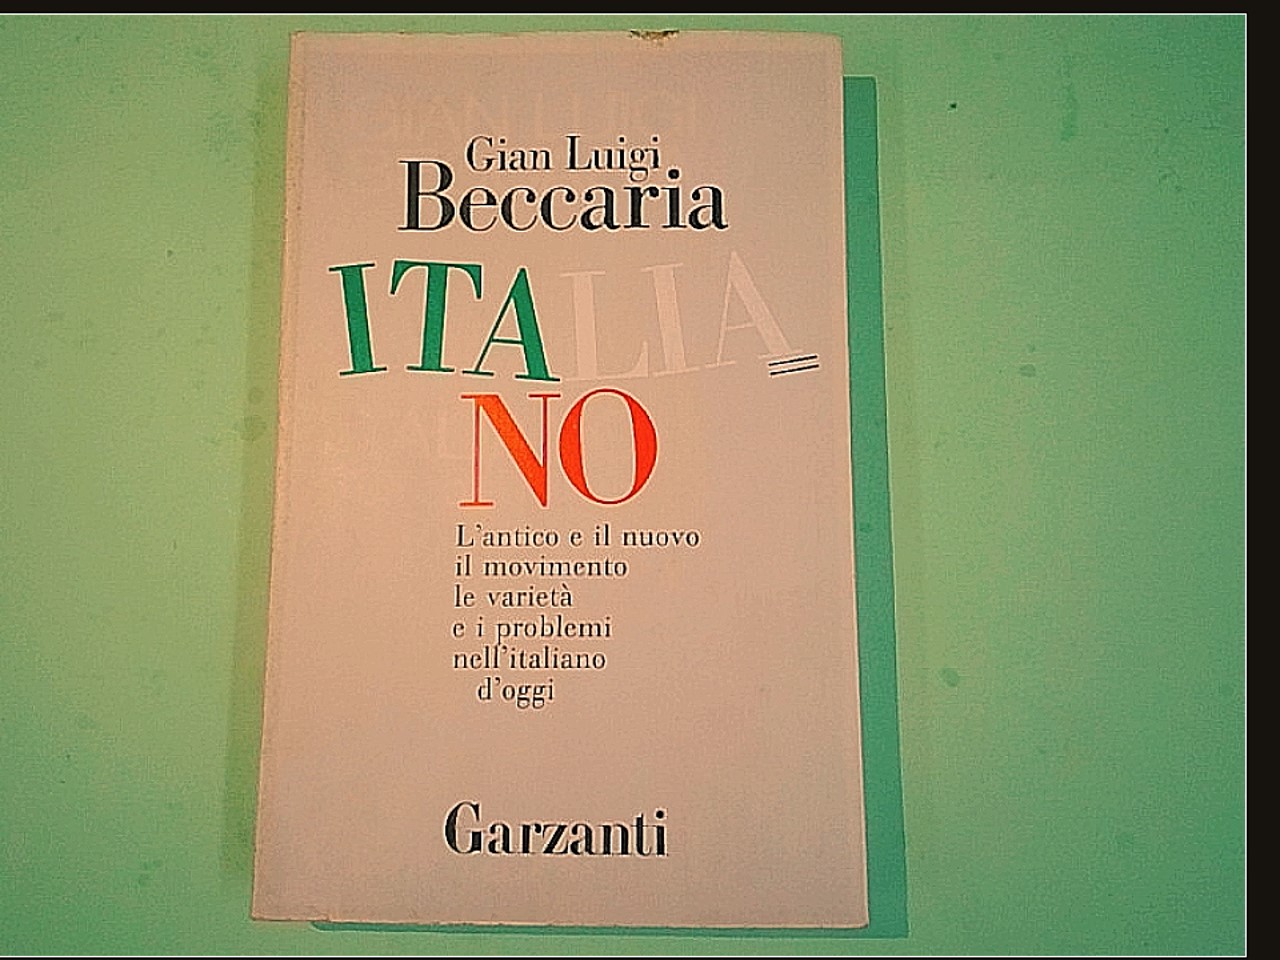 Gian Luigi
Beccaria
ITALIA
NO
L'antico e il nuovo
il movimento
le varietà
e i problemi
nell'italiano
d'oggi
Garzanti